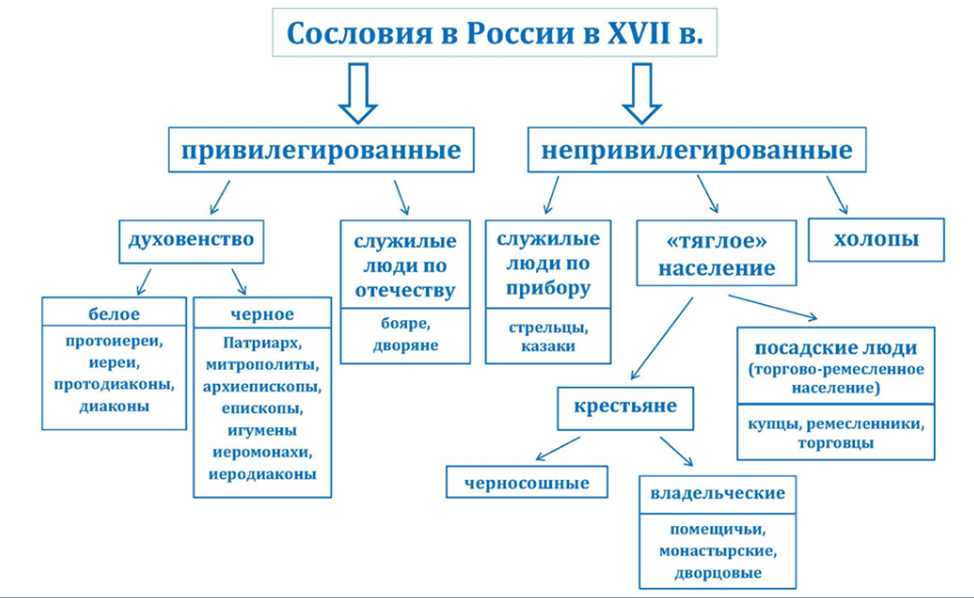 Сословия в России в XVII в.
привилегированные
непривилегированные
духовенство
служилые
люди по
отечеству
бояре,
дворяне
служилые
люди по
прибору
стрельцы,
казаки
«тяглое»
население
холопы
белое
протоиереи,
иереи,
протодиаконы,
диаконы
черное
Патриарх,
митрополиты,
архиепископы,
епископы,
игумены
иеромонахи,
иеродиаконы
посадские люди
(торгово-ремесленное
население)
купцы, ремесленники,
торговцы
крестьяне
черносошные
владельческие
помещичьи,
монастырские,
дворцовые